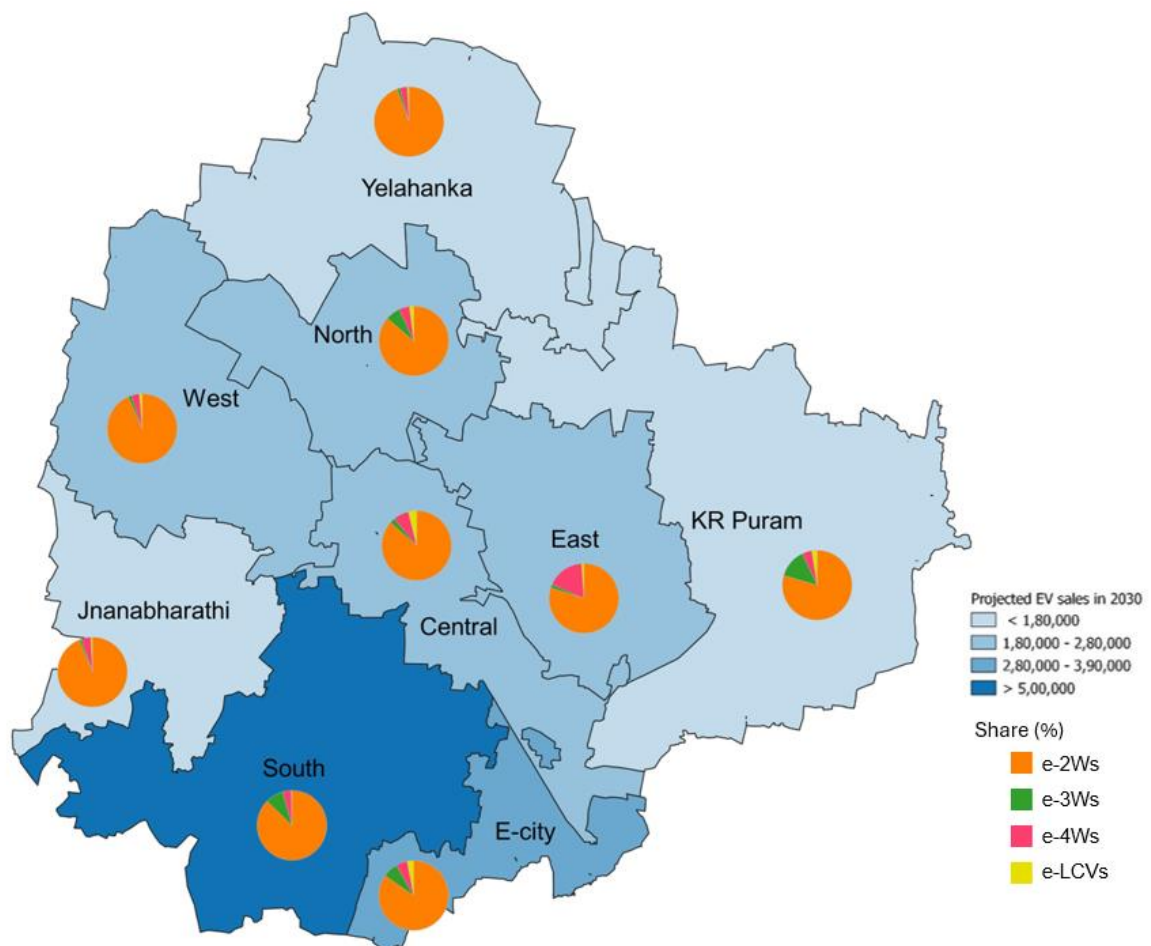 Yelahanka
North
West
KR Puram
East
Jnanabharathi
Central
South
E-city
Projected EV sales in 2030
< 1,80,000
1,80,000 - 2,80,000
2,80,000 - 3,90,000
> 5,00,000
Share (%)
e-2Ws
e-3Ws
e-4Ws
e-LCVs